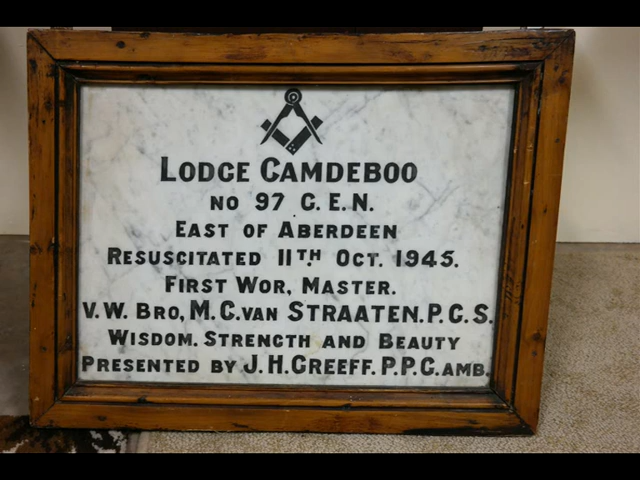 LODGE CAMDEBOO
NO 97 G.E.N.
EAST OF ABERDEEN
RESUSCITATED 11TH. OCT. 1945.
FIRST WOR, MASTER.
V.W. BRO, M.C. VAN STRAATEN. P.G.S.
WISDOM. STRENGTH AND BEAUTY
PRESENTED BY J.H. GREEFF. P.P.G. AMB.